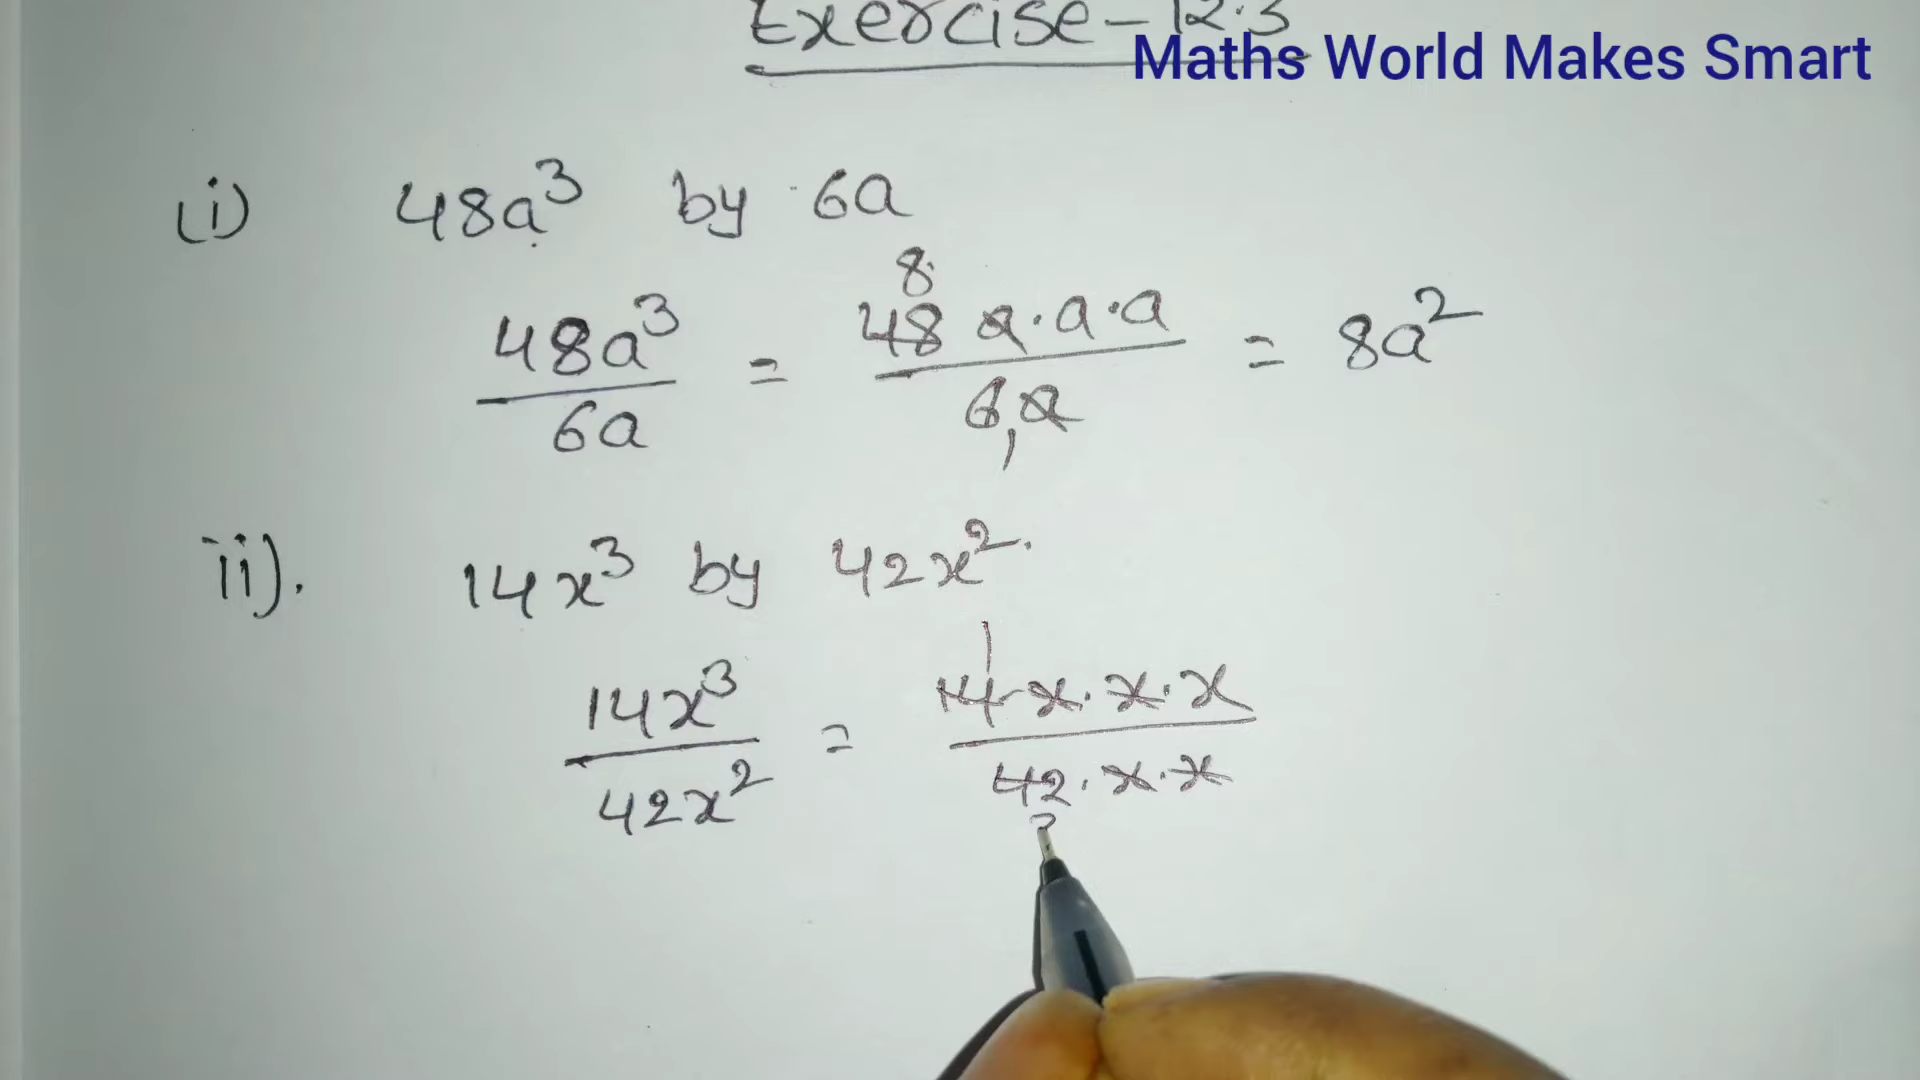 Exercise-12.3
Maths World Makes Smart
(i) 48a³ by 6a
48a³/6a = 48 a.a.a/6a = 8a²
8
1
ii). 14x³ by 42x².
14x³/42x² = 14 x.x.x/42.x.x
1
3